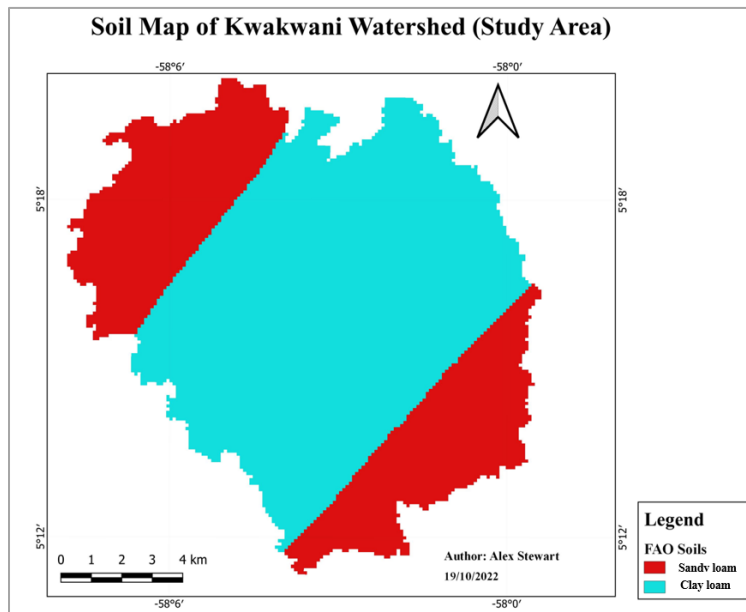 Soil Map of Kwakwani Watershed (Study Area)
-58°6′ -58°0′
5°18′ 5°18′
5°12′ 5°12′
0 1 2 3 4 km
Author: Alex Stewart
19/10/2022
-58°6′ -58°0′
Legend
FAO Soils
Sandy loam
Clay loam